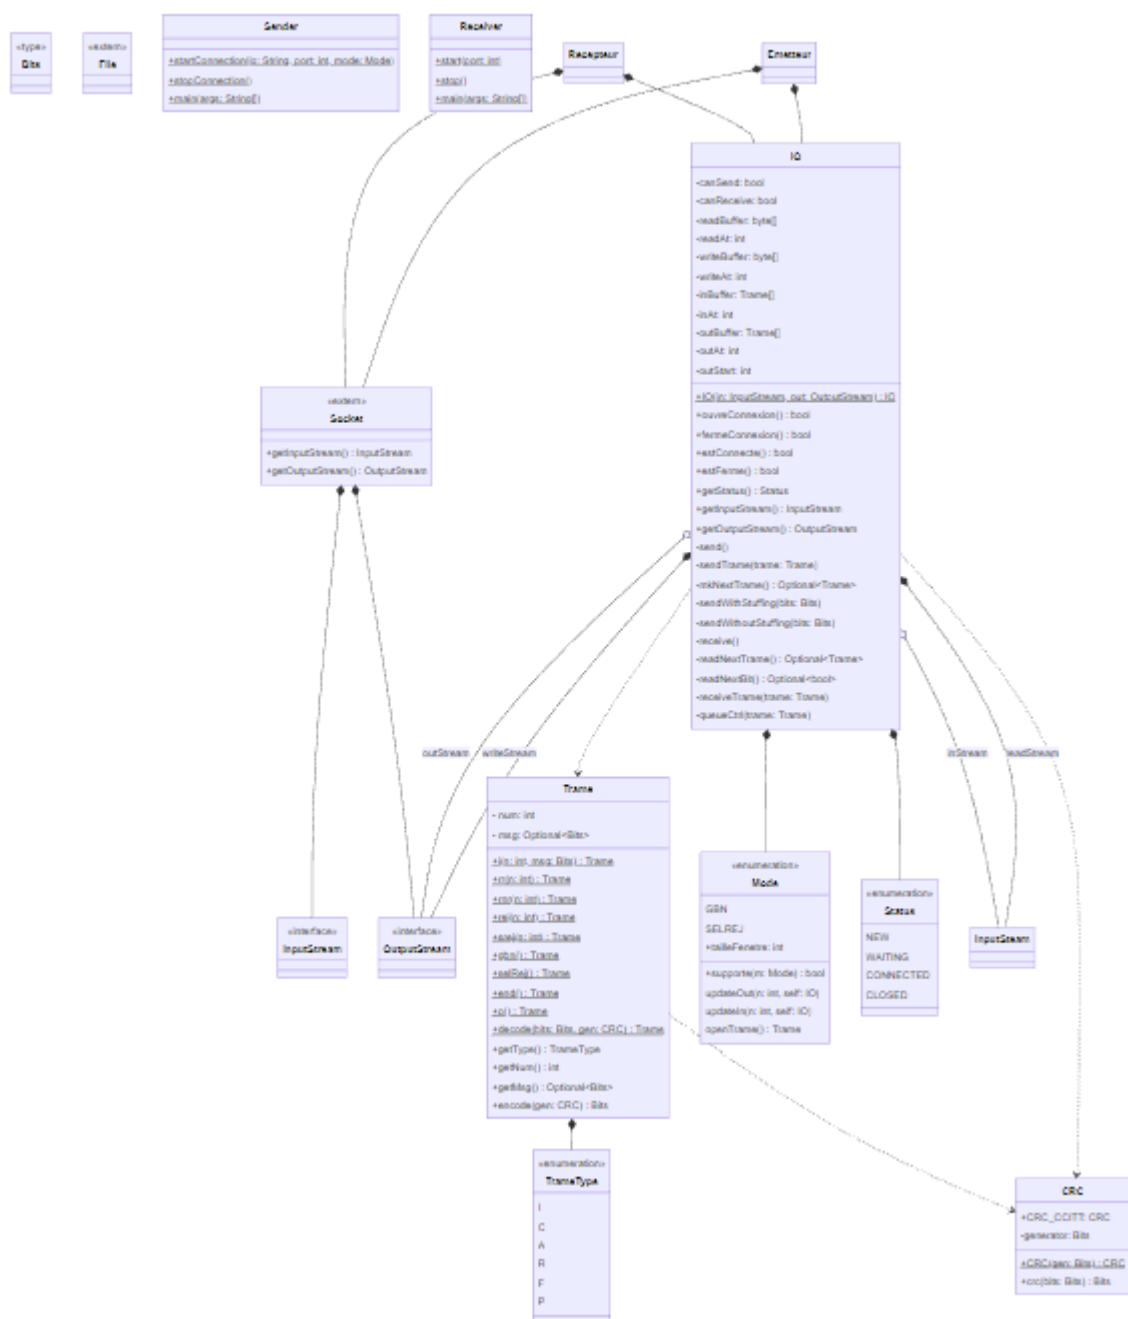 «type»
Bits
«extern»
File
Sender
+startConnection(ip: String, port: int, mode: Mode)
+stopConnection()
+main(args: String[])
Receiver
+start(port: int)
+stop()
+main(args: String[])
Recepteur
Emetteur
IO
-canSend: bool
-canReceive: bool
-readBuffer: byte[]
-readAt: int
-writeBuffer: byte[]
-writeAt: int
-inBuffer: Trame[]
-inAt: int
-outBuffer: Trame[]
-outAt: int
-outStart: int
+IO(in: InputStream, out: OutputStream) : IO
+ouvreConnexion() : bool
+fermeConnexion() : bool
+estConnecte() : bool
+estFerme() : bool
+getStatus() : Status
+getInputStream() : InputStream
+getOutputStream() : OutputStream
-send()
-sendTrame(trame: Trame)
-mkNextTrame() : Optional<Trame>
-sendWithStuffing(bits: Bits)
-sendWithoutStuffing(bits: Bits)
-receive()
-readNextTrame() : Optional<Trame>
-readNextBit() : Optional<bool>
-receiveTrame(trame: Trame)
-queueCtrl(trame: Trame)
«extern»
Socket
+getInputStream() : InputStream
+getOutputStream() : OutputStream
outStream
writeStream
inStream
readStream
Trame
- num: int
- msg: Optional<Bits>
+i(n: int, msg: Bits) : Trame
+rr(n: int) : Trame
+rnr(n: int) : Trame
+rej(n: int) : Trame
+srej(n: int) : Trame
+gbn() : Trame
+selRej() : Trame
+end() : Trame
+p() : Trame
+decode(bits: Bits, gen: CRC) : Trame
+getType() : TrameType
+getNum() : int
+getMsg() : Optional<Bits>
+encode(gen: CRC) : Bits
«enumeration»
Mode
GBN
SELREJ
+tailleFenetre: int
+supporte(m: Mode) : bool
updateOut(n: int, self: IO)
updateIn(n: int, self: IO)
openTrame() : Trame
«enumeration»
Status
NEW
WAITING
CONNECTED
CLOSED
«interface»
InputStream
«interface»
OutputStream
InputSteam
«enumeration»
TrameType
I
C
A
R
F
P
CRC
+CRC_CCITT: CRC
-generator: Bits
+CRC(gen: Bits) : CRC
+crc(bits: Bits) : Bits